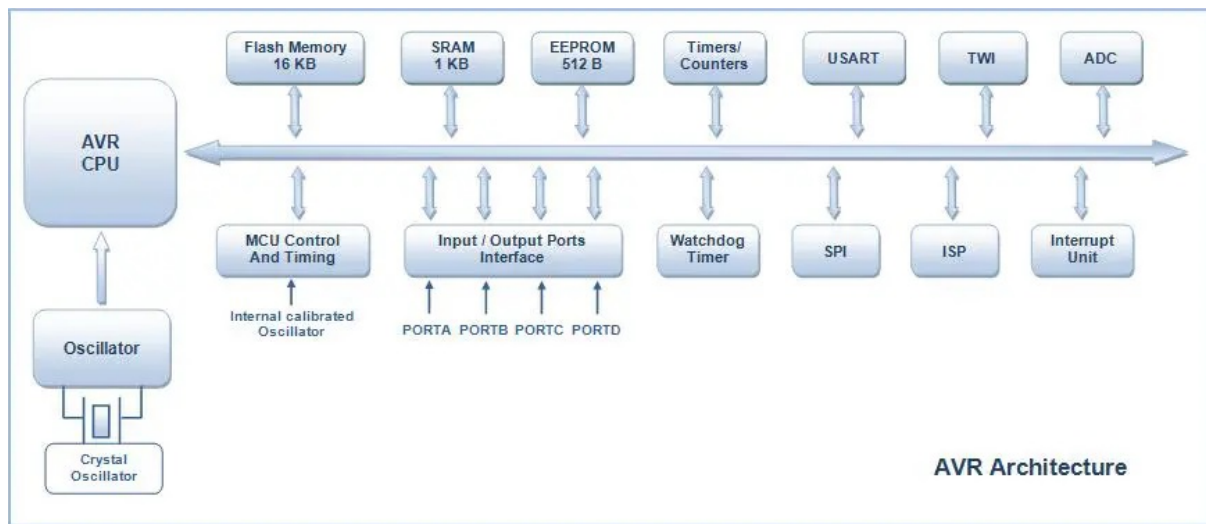 Flash Memory
16 KB
SRAM
1 KB
EEPROM
512 B
Timers/
Counters
USART
TWI
ADC
AVR
CPU
MCU Control
And Timing
Input / Output Ports
Interface
Watchdog
Timer
SPI
ISP
Interrupt
Unit
Internal calibrated
Oscillator
PORTA PORTB PORTC PORTD
Oscillator
Crystal
Oscillator
AVR Architecture